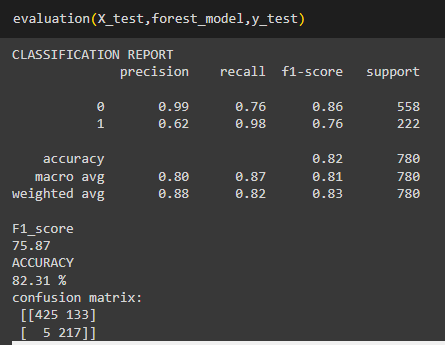 evaluation(X_test,forest_model,y_test)
CLASSIFICATION REPORT
precision recall f1-score support
0 0.99 0.76 0.86 558
1 0.62 0.98 0.76 222
accuracy 0.82 780
macro avg 0.80 0.87 0.81 780
weighted avg 0.88 0.82 0.83 780
F1_score
75.87
ACCURACY
82.31 %
confusion matrix:
[[425 133]
[ 5 217]]